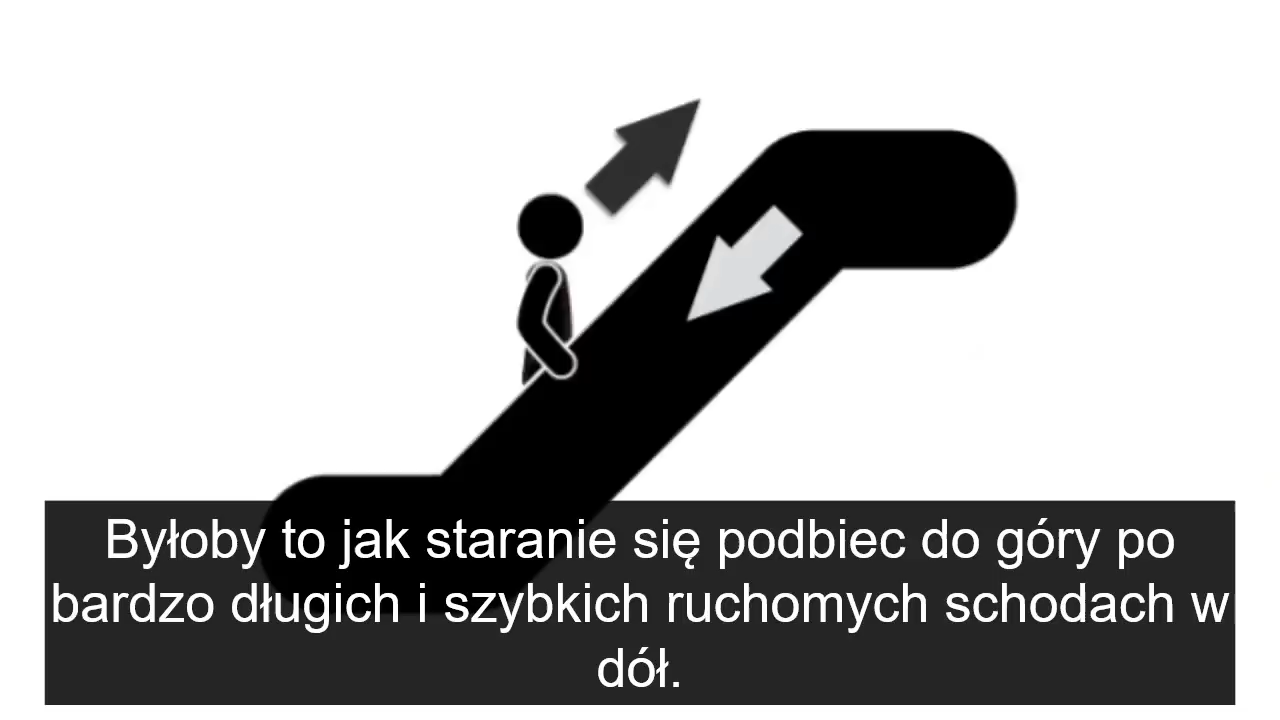 Byłoby to jak staranie się podbiec do góry po
bardzo długich i szybkich ruchomych schodach w
dół.